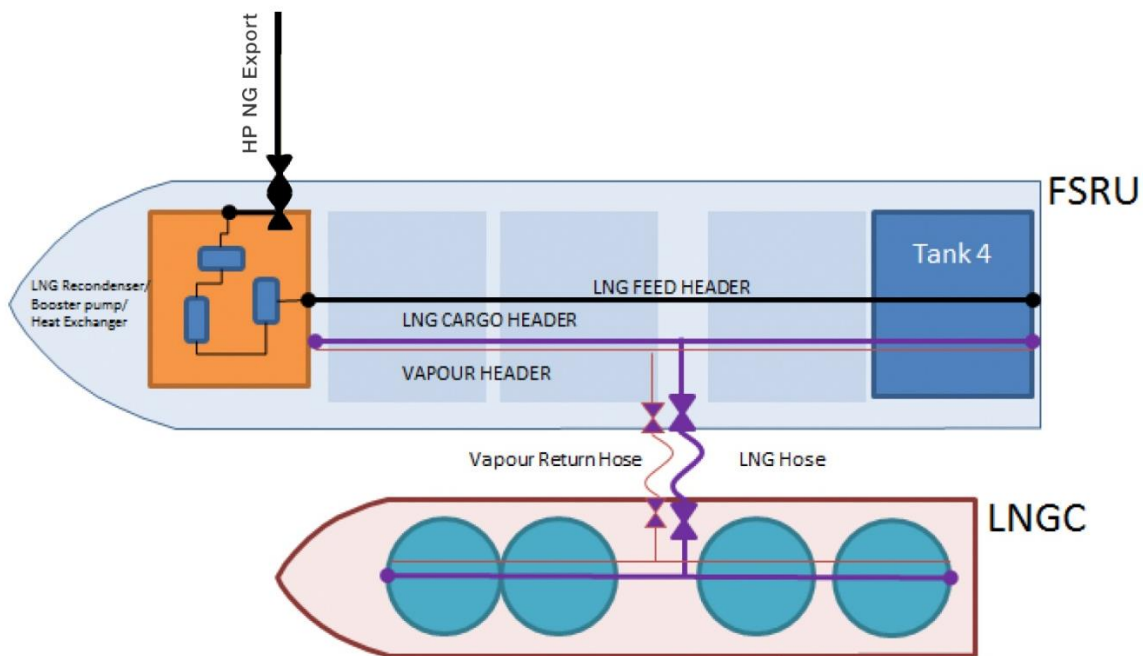 HP NG Export
FSRU
Tank 4
LNG Recondenser/
Booster pump/
Heat Exchanger
LNG FEED HEADER
LNG CARGO HEADER
VAPOUR HEADER
Vapour Return Hose
LNG Hose
LNGC